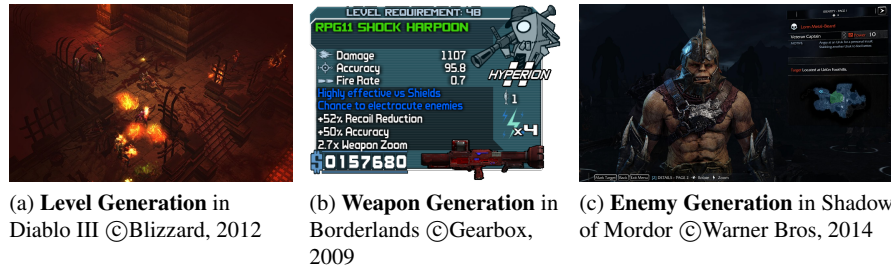 LEVEL REQUIREMENT: 48
RPG11 SHOCK HARPOON
Damage 1107
Accuracy 95.8
Fire Rate 0.7
HYPERION
Highly effective vs Shields
Chance to electrocute enemies
1
+52% Recoil Reduction
+50% Accuracy
x4
2.7x Weapon Zoom
$0157680
Veteran Captain
(a) Level Generation in
Diablo III ©Blizzard, 2012
(b) Weapon Generation in
Borderlands ©Gearbox,
2009
(c) Enemy Generation in Shadow
of Mordor ©Warner Bros, 2014